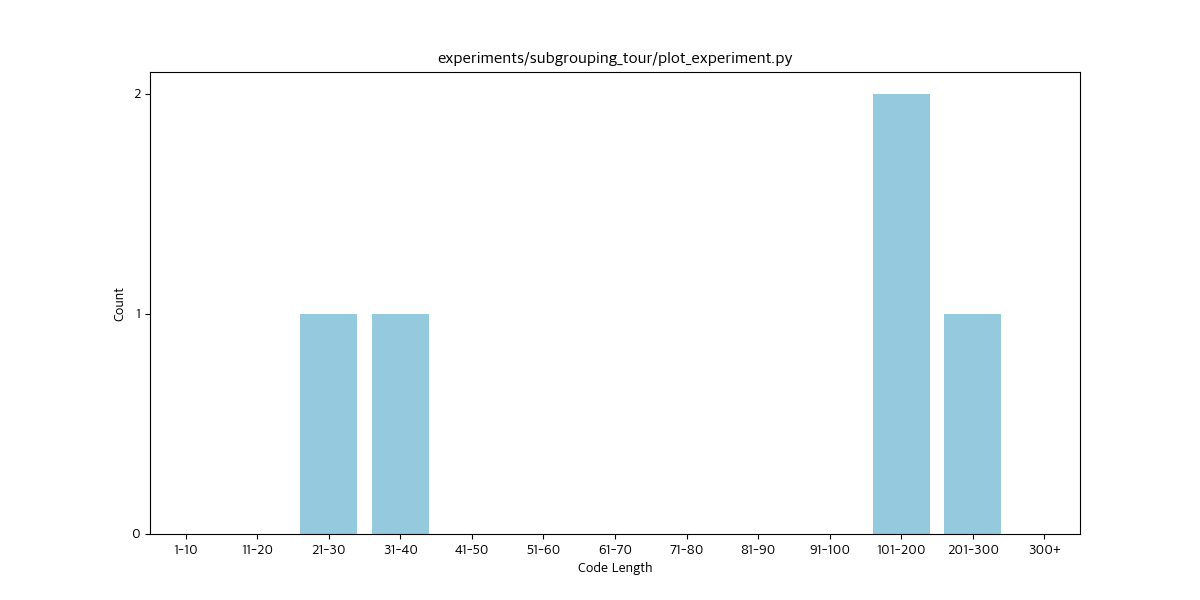 experiments/subgrouping_tour/plot_experiment.py
2
1
0
Count
1-10 11-20 21-30 31-40 41-50 51-60 61-70 71-80 81-90 91-100 101-200 201-300 300+
Code Length